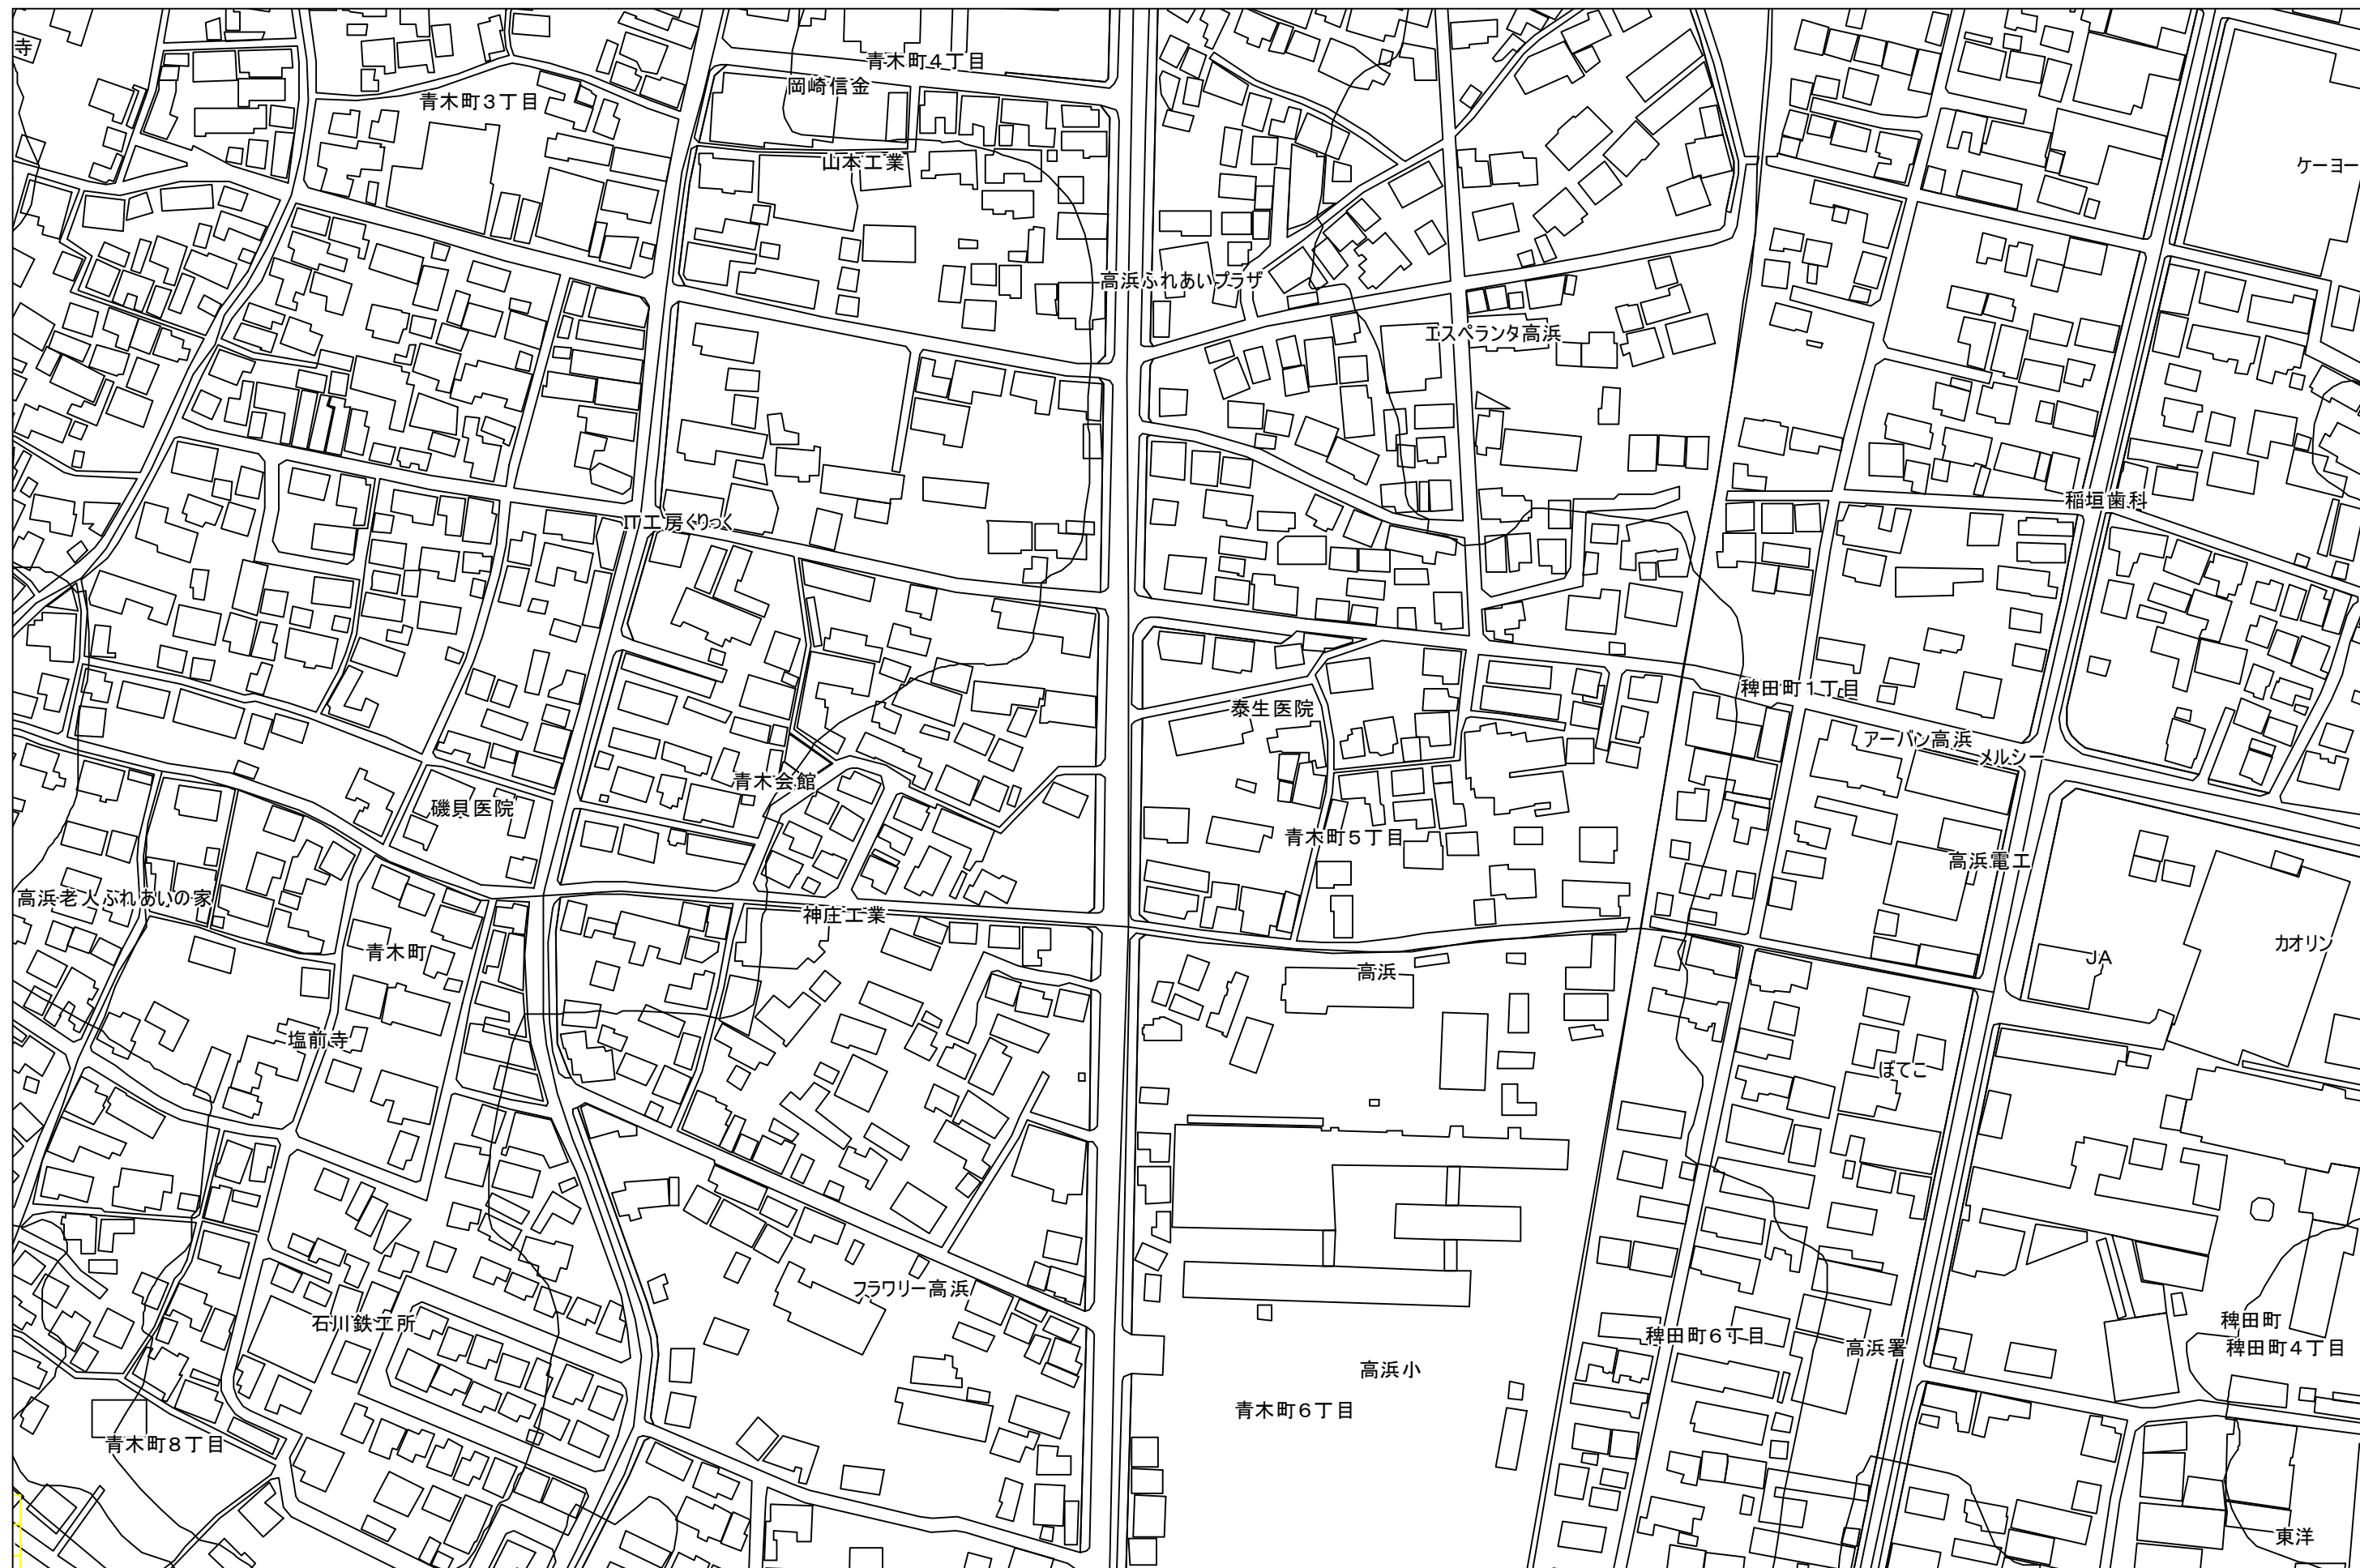 寺
青木町４丁目
岡崎信金
青木町３丁目
山本工業
ケーヨー
高浜ふれあいプラザ
エスペランタ高浜
稲垣歯科
IT工房くりっく
稗田町１丁目
泰生医院
アーバン高浜
メルシー
青木会館
磯貝医院
青木町５丁目
高浜電工
高浜老人ふれあいの家
神庄工業
青木町
カオリン
JA
高浜
塩前寺
ぼてこ
フラワリー高浜
石川鉄工所
稗田町
稗田町６丁目
高浜署
稗田町４丁目
高浜小
青木町６丁目
青木町８丁目
東洋